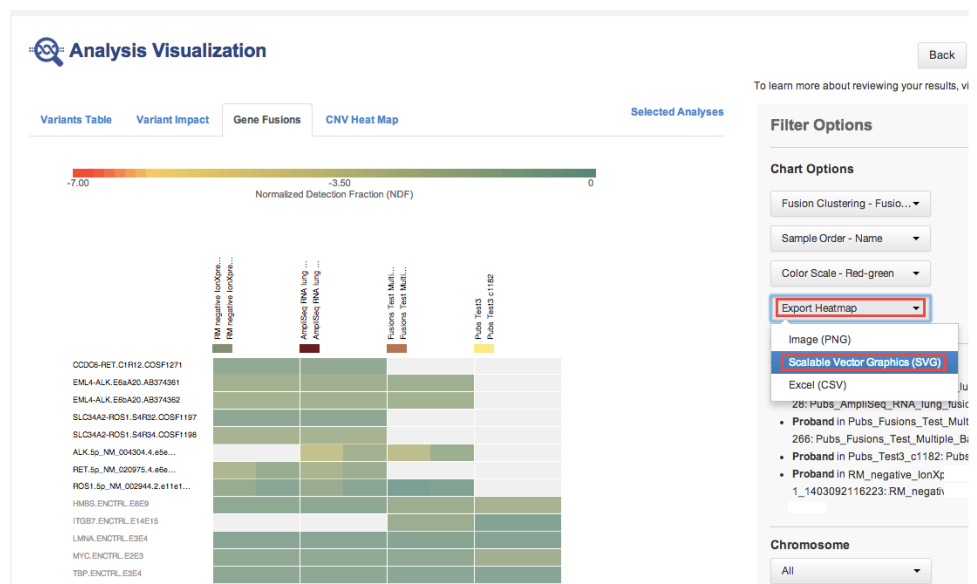 Analysis Visualization
Back
To learn more about reviewing your results, vi
Variants Table
Variant Impact
Gene Fusions
CNV Heat Map
Selected Analyses
-7.00
-3.50
0
Normalized Detection Fraction (NDF)
RM negative IonXpre...
RM negative IonXpre...
AmpliSeq RNA lung ...
AmpliSeq RNA lung ...
Fusions Test Multi...
Fusions Test Multi...
Pubs Test3
Pubs Test3 c1182
CCDC6-RET.C1R12.COSF1271
EML4-ALK.E6aA20.AB374361
EML4-ALK.E6bA20.AB374362
SLC34A2-ROS1.S4R32.COSF1197
SLC34A2-ROS1.S4R34.COSF1198
ALK.5p_NM_004304.4.e5e...
RET.5p_NM_020975.4.e6e...
ROS1.5p_NM_002944.2.e11e1...
HMBS.ENCTRL.E8E9
ITGB7.ENCTRL.E14E15
LMNA.ENCTRL.E3E4
MYC.ENCTRL.E2E3
TBP.ENCTRL.E3E4
Filter Options
Chart Options
Fusion Clustering - Fusio...
Sample Order - Name
Color Scale - Red-green
Export Heatmap
Image (PNG)
Scalable Vector Graphics (SVG)
Excel (CSV)
lu
28: Pubs_AmpliSeq_RNA_lung_fusio
• Proband in Pubs_Fusions_Test_Mult
266: Pubs_Fusions_Test_Multiple_Ba
• Proband in Pubs_Test3_c1182: Pubs
• Proband in RM_negative_IonXp
1_1403092116223: RM_negativ
Chromosome
All